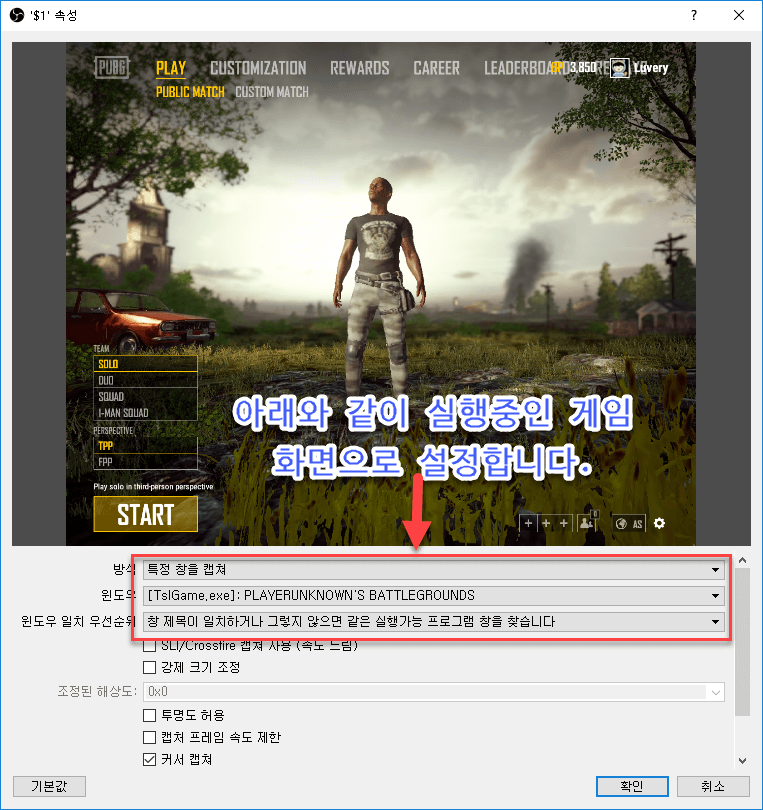 '$1' 속성
PUBG PLAY CUSTOMIZATION REWARDS CAREER LEADERBOARD BP 3,850 Luvery
PUBLIC MATCH CUSTOM MATCH
TEAM
SOLO
DUO
SQUAD
1-MAN SQUAD
PERSPECTIVE
TPP
FPP
Play solo in third-person perspective
START
아래와 같이 실행중인 게임
화면으로 설정합니다.
0
AS
방식 특정 창을 캡쳐
윈도우 [TslGame.exe]: PLAYERUNKNOWN'S BATTLEGROUNDS
윈도우 일치 우선순위 창 제목이 일치하거나 그렇지 않으면 같은 실행가능 프로그램 창을 찾습니다
SLI/Crossfire 캡쳐 사용 (속도 느림)
강제 크기 조정
조정된 해상도: 0x0
투명도 허용
캡쳐 프레임 속도 제한
커서 캡쳐
기본값 확인 취소